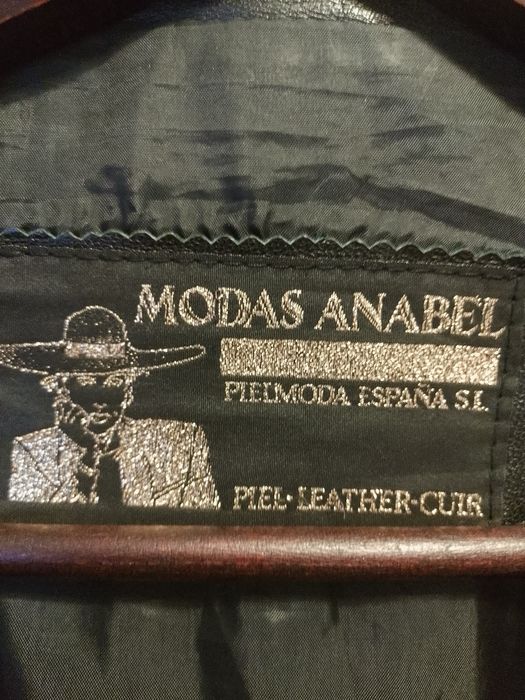 MODAS ANABEL
PIELMODA ESPAÑA S.L
PIEL·LEATHER·CUIR